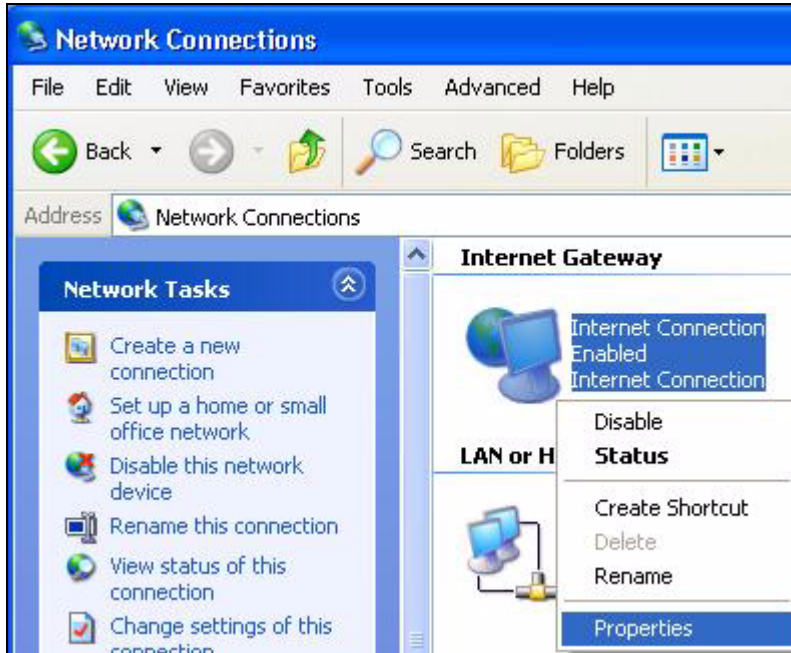 Network Connections
File Edit View Favorites Tools Advanced Help
Back Search Folders
Address Network Connections
Network Tasks
Create a new
connection
Set up a home or small
office network
Disable this network
device
Rename this connection
View status of this
connection
Change settings of this
connection
Internet Gateway
Internet Connection
Enabled
Internet Connection
LAN or H
Disable
Status
Create Shortcut
Delete
Rename
Properties